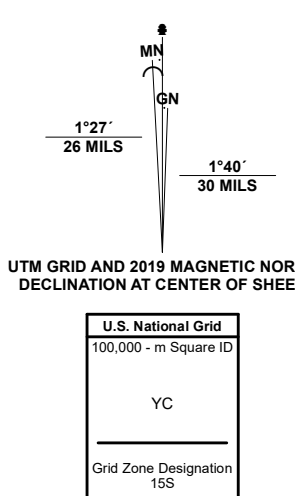 MN
GN
1°27´
26 MILS
1°40´
30 MILS
UTM GRID AND 2019 MAGNETIC NOR
DECLINATION AT CENTER OF SHEE
U.S. National Grid
100,000 - m Square ID
YC
Grid Zone Designation
15S